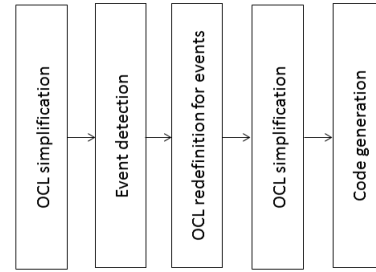 OCL simplification
Event detection
OCL redefinition for events
OCL simplification
Code generation